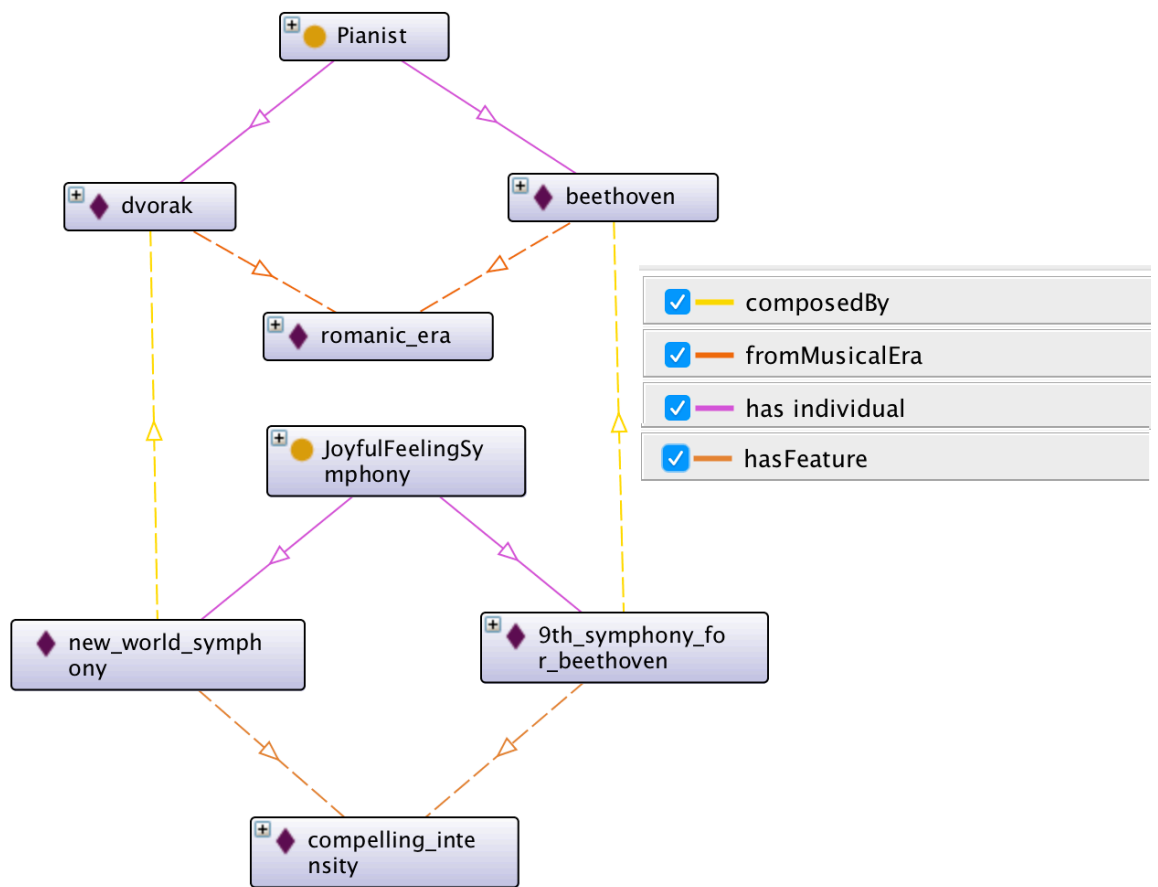 Pianist
dvorak
beethoven
romanic_era
composedBy
fromMusicalEra
has individual
hasFeature
JoyfulFeelingSy
mphony
new_world_symph
ony
9th_symphony_fo
r_beethoven
compelling_inte
nsity